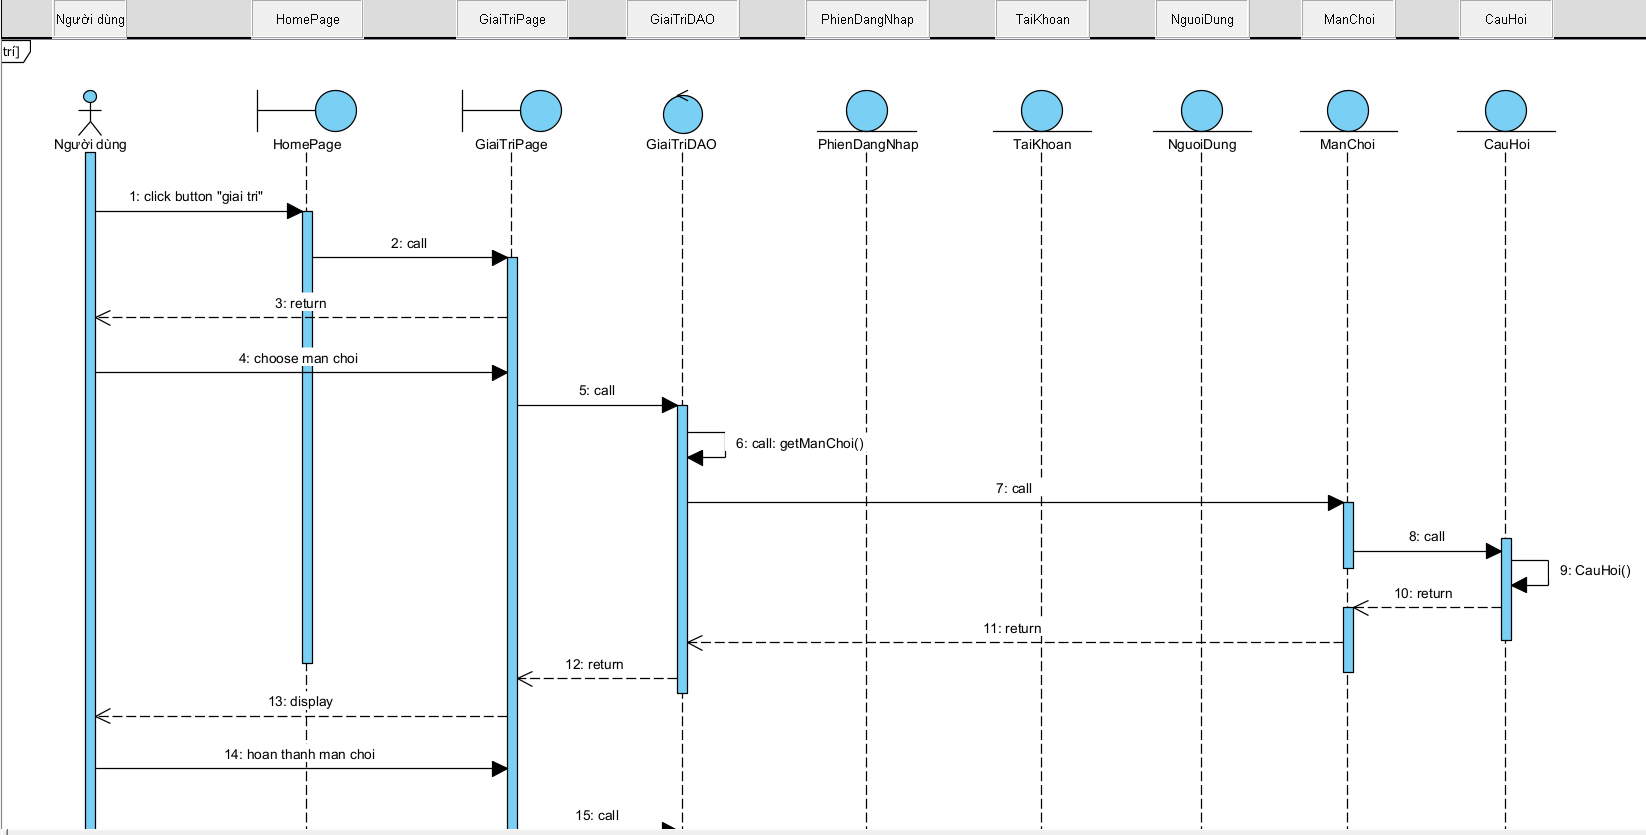 Người dùng
HomePage
GiaiTriPage
GiaiTriDAO
PhienDangNhap
TaiKhoan
NguoiDung
ManChoi
CauHoi
trí]
Người dùng
HomePage
GiaiTriPage
GiaiTriDAO
PhienDangNhap
TaiKhoan
NguoiDung
ManChoi
CauHoi
1: click button "giai tri"
2: call
3: return
4: choose man choi
5: call
6: call: getManChoi()
7: call
8: call
9: CauHoi()
10: return
11: return
12: return
13: display
14: hoan thanh man choi
15: call